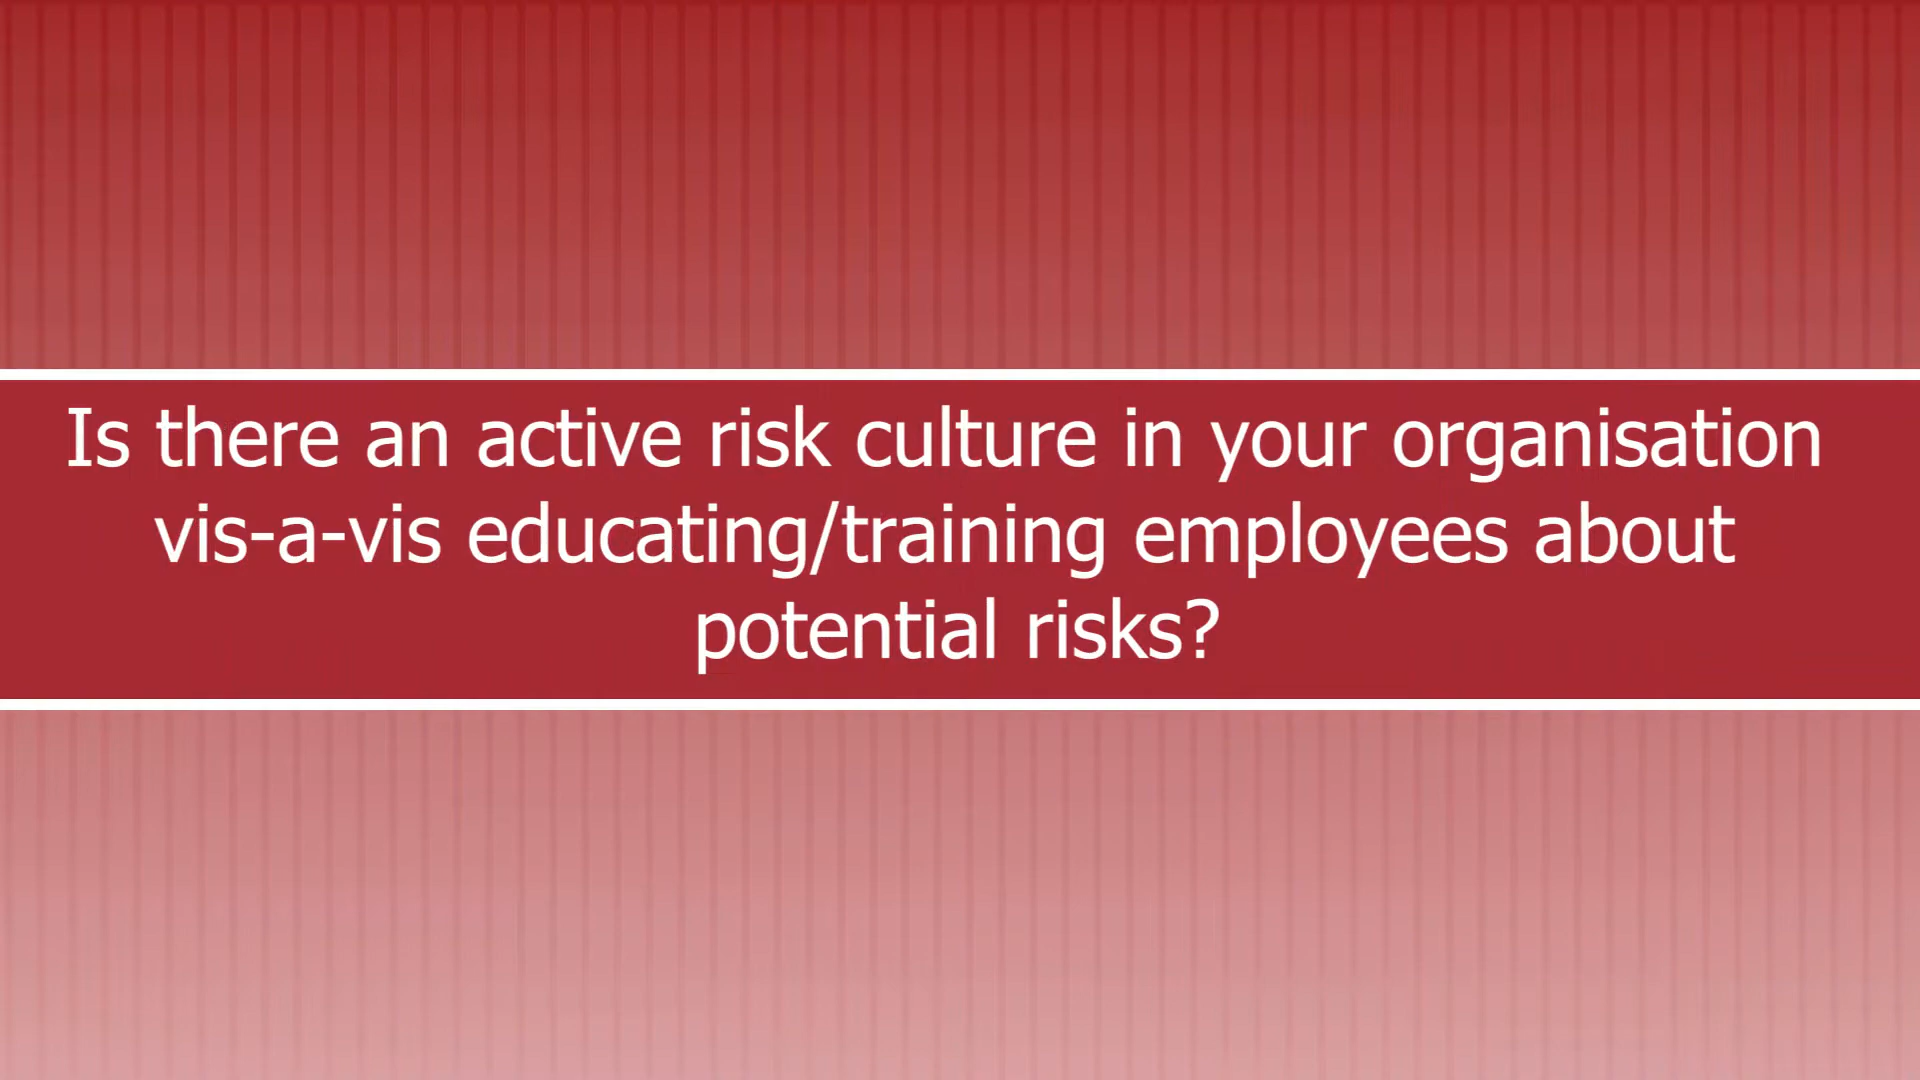 Is there an active risk culture in your organisation
vis-a-vis educating/training employees about
potential risks?